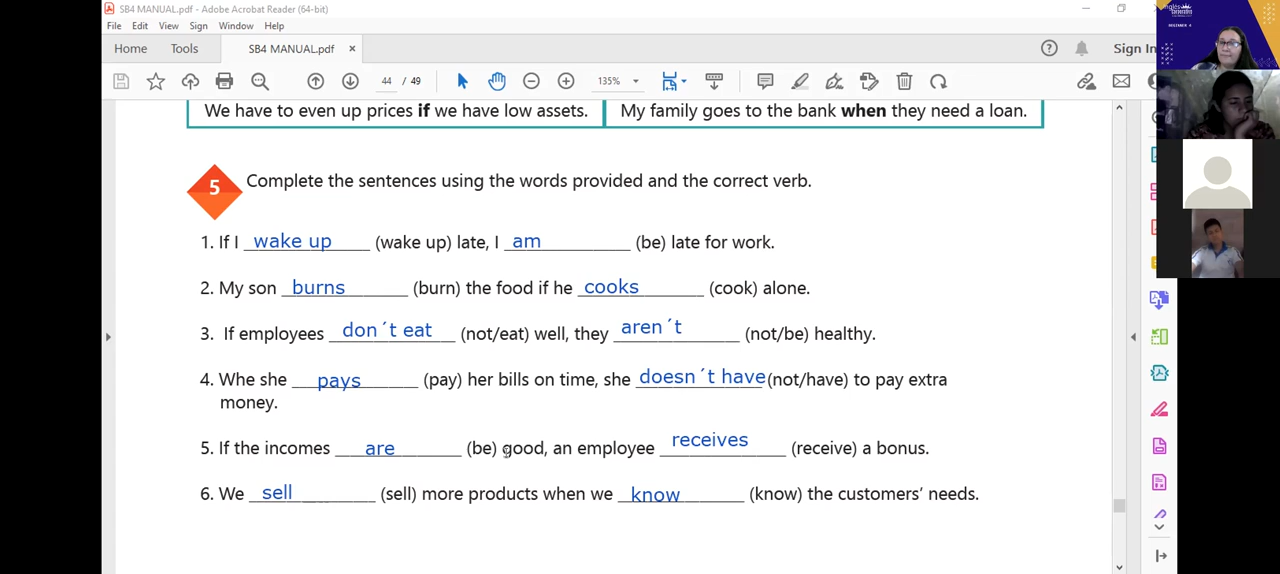 SB4 MANUAL.pdf - Adobe Acrobat Reader (64-bit)
File Edit View Sign Window Help
Home Tools SB4 MANUAL.pdf × Sign In
44 / 49 135%
We have to even up prices if we have low assets. My family goes to the bank when they need a loan.
5 Complete the sentences using the words provided and the correct verb.
1. If I wake up (wake up) late, I am (be) late for work.
2. My son burns (burn) the food if he cooks (cook) alone.
3. If employees don´t eat (not/eat) well, they aren´t (not/be) healthy.
4. Whe she pays (pay) her bills on time, she doesn´t have (not/have) to pay extra
money.
5. If the incomes are (be) good, an employee receives (receive) a bonus.
6. We sell (sell) more products when we know (know) the customers’ needs.